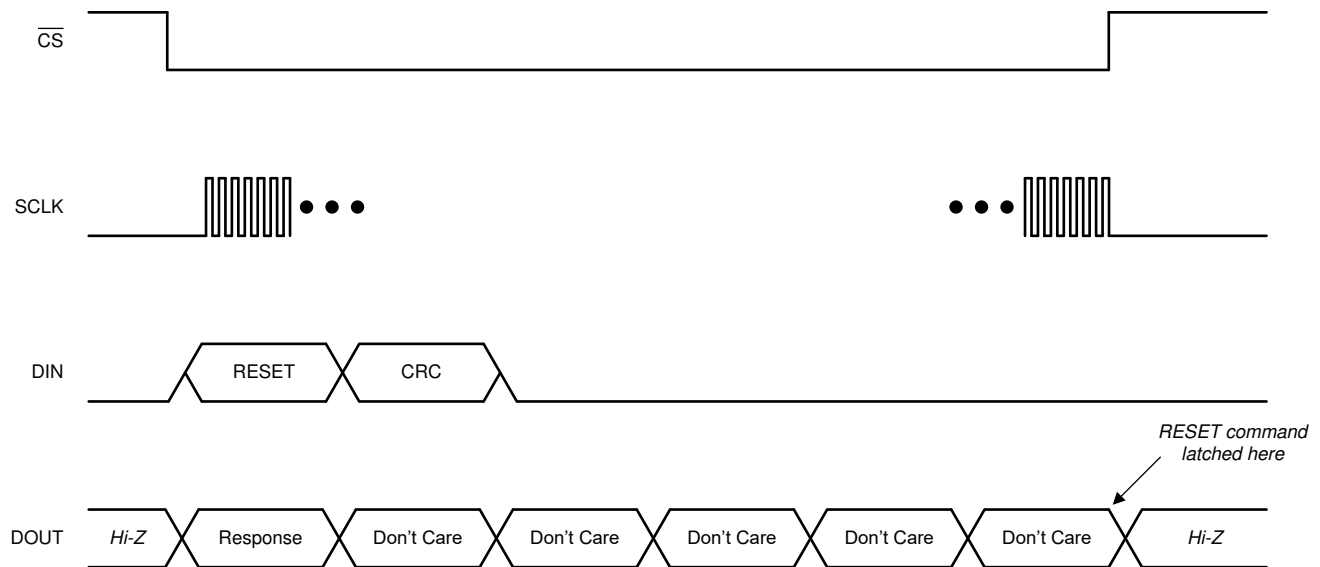 CS
SCLK
DIN
RESET
CRC
RESET command
latched here
DOUT
Hi-Z
Response
Don't Care
Don't Care
Don't Care
Don't Care
Don't Care
Hi-Z